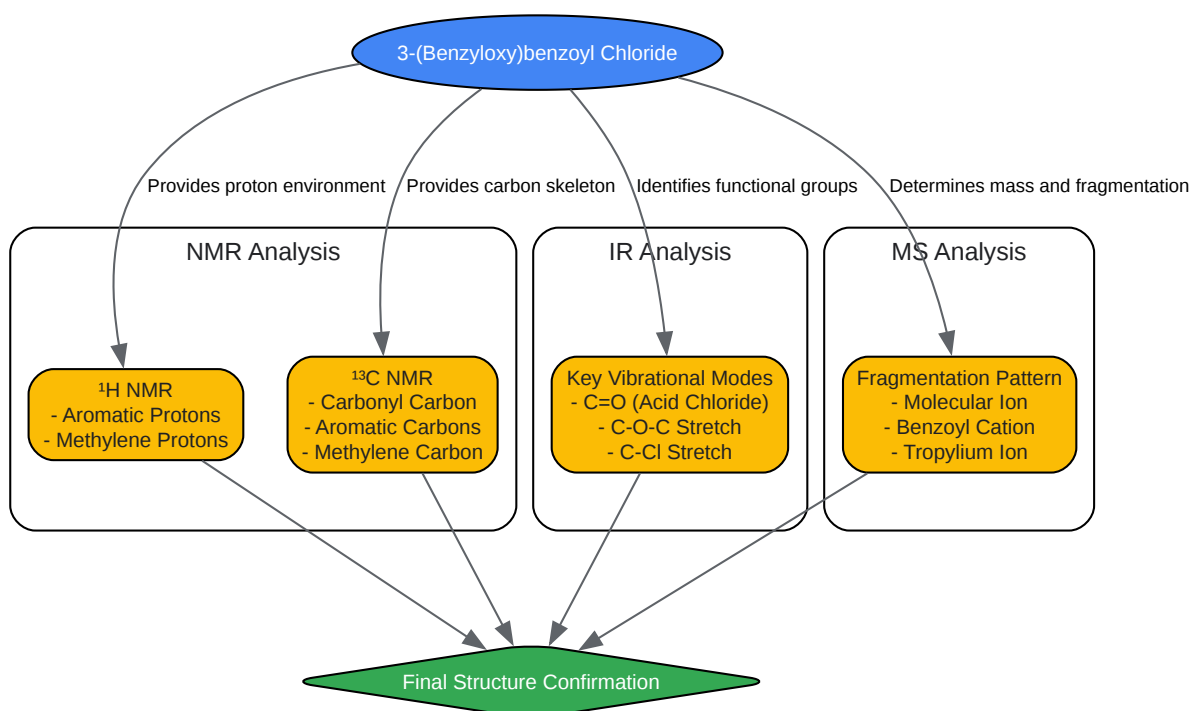 3-(Benzyloxy)benzoyl Chloride
Provides proton environment
Provides carbon skeleton
Identifies functional groups
Determines mass and fragmentation
NMR Analysis
IR Analysis
MS Analysis
¹H NMR
- Aromatic Protons
- Methylene Protons
¹³C NMR
- Carbonyl Carbon
- Aromatic Carbons
- Methylene Carbon
Key Vibrational Modes
- C=O (Acid Chloride)
- C-O-C Stretch
- C-Cl Stretch
Fragmentation Pattern
- Molecular Ion
- Benzoyl Cation
- Tropylium Ion
Final Structure Confirmation